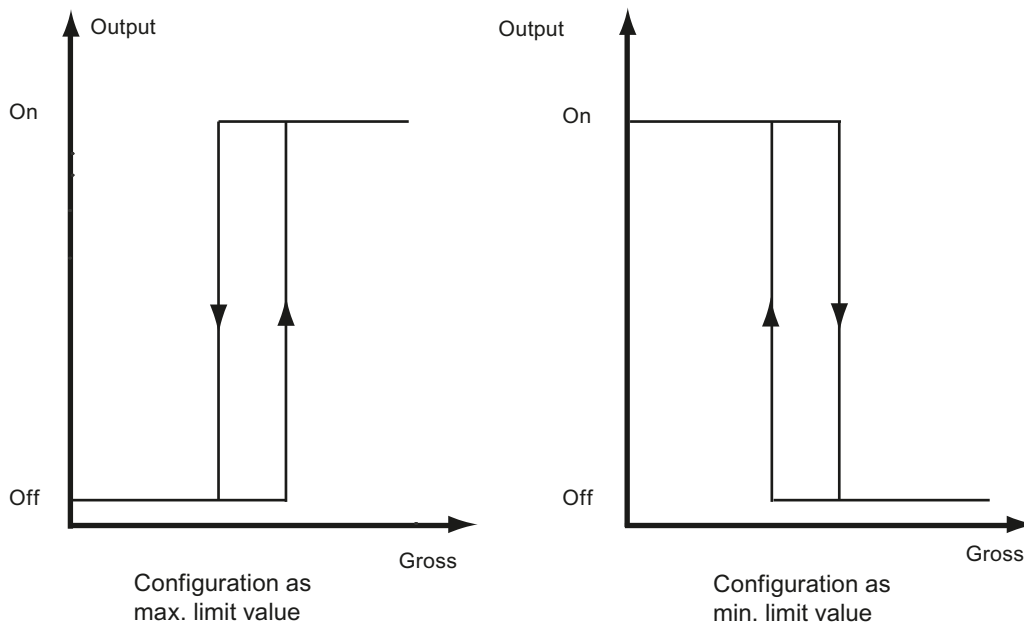 Output
On
Off
Gross
Configuration as
max. limit value
Output
On
Off
Gross
Configuration as
min. limit value